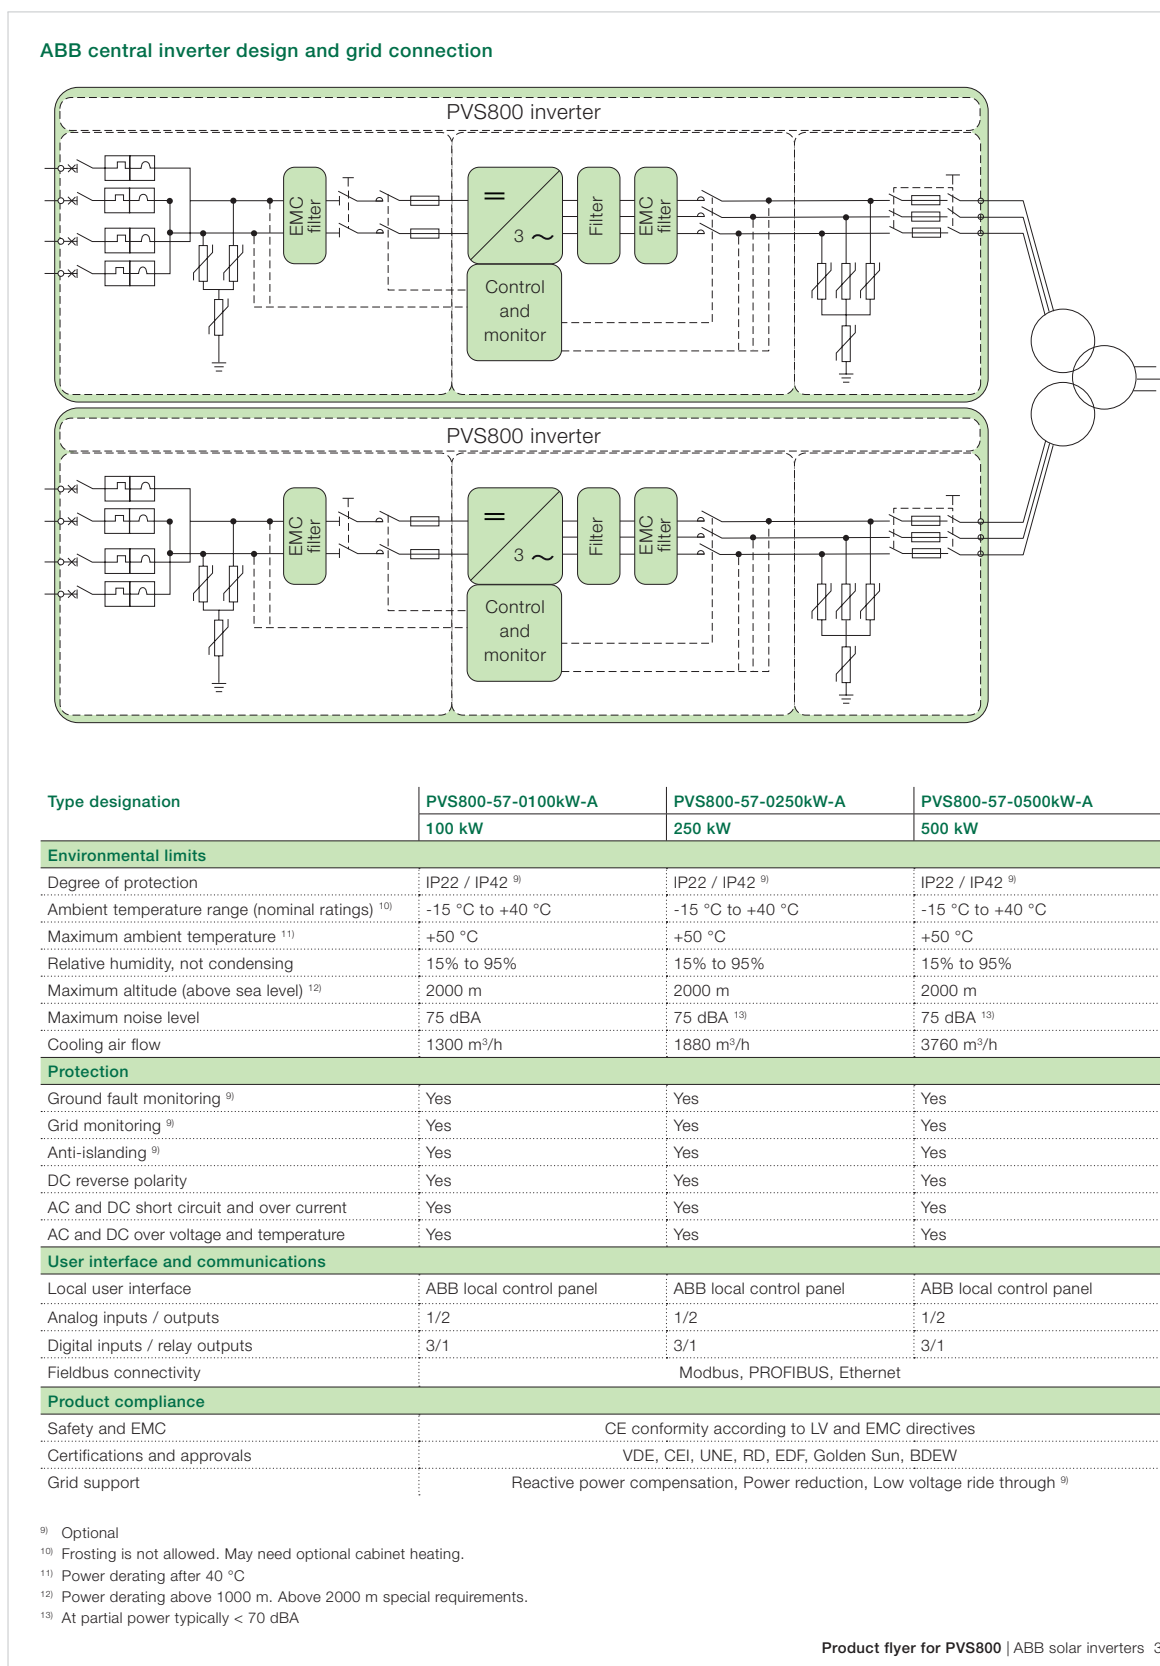 ABB central inverter design and grid connection
PVS800 inverter
EMC filter
3
Filter
EMC filter
Control
and
monitor
PVS800 inverter
EMC filter
3
Filter
EMC filter
Control
and
monitor
Type designation PVS800-57-0100kW-A PVS800-57-0250kW-A PVS800-57-0500kW-A
100 kW 250 kW 500 kW
Environmental limits
Degree of protection IP22 / IP42 9) IP22 / IP42 9) IP22 / IP42 9)
Ambient temperature range (nominal ratings) 10) -15 °C to +40 °C -15 °C to +40 °C -15 °C to +40 °C
Maximum ambient temperature 11) +50 °C +50 °C +50 °C
Relative humidity, not condensing 15% to 95% 15% to 95% 15% to 95%
Maximum altitude (above sea level) 12) 2000 m 2000 m 2000 m
Maximum noise level 75 dBA 75 dBA 13) 75 dBA 13)
Cooling air flow 1300 m³/h 1880 m³/h 3760 m³/h
Protection
Ground fault monitoring 9) Yes Yes Yes
Grid monitoring 9) Yes Yes Yes
Anti-islanding 9) Yes Yes Yes
DC reverse polarity Yes Yes Yes
AC and DC short circuit and over current Yes Yes Yes
AC and DC over voltage and temperature Yes Yes Yes
User interface and communications
Local user interface ABB local control panel ABB local control panel ABB local control panel
Analog inputs / outputs 1/2 1/2 1/2
Digital inputs / relay outputs 3/1 3/1 3/1
Fieldbus connectivity Modbus, PROFIBUS, Ethernet
Product compliance
Safety and EMC CE conformity according to LV and EMC directives
Certifications and approvals VDE, CEI, UNE, RD, EDF, Golden Sun, BDEW
Grid support Reactive power compensation, Power reduction, Low voltage ride through 9)
9) Optional
10) Frosting is not allowed. May need optional cabinet heating.
11) Power derating after 40 °C
12) Power derating above 1000 m. Above 2000 m special requirements.
13) At partial power typically < 70 dBA
Product flyer for PVS800 | ABB solar inverters 3